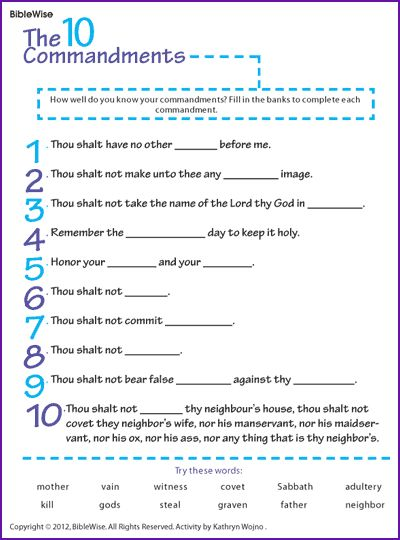 BibleWise
The 10
Commandments
How well do you know your commandments? Fill in the banks to complete each
commandment.
1. Thou shalt have no other ________ before me.
2. Thou shalt not make unto thee any __________ image.
3. Thou shalt not take the name of the Lord thy God in __________.
4. Remember the ______________ day to keep it holy.
5. Honor your _________ and your _________.
6. Thou shalt not _______.
7. Thou shalt not commit ____________.
8. Thou shalt not _______.
9. Thou shalt not bear false __________ against thy __________.
10. Thou shalt not ________ thy neighbour's house, thou shalt not
covet they neighbor's wife, nor his manservant, nor his maidser-
vant, nor his ox, nor his ass, nor any thing that is thy neighbor's.
Try these words:
mother vain witness covet Sabbath adultery
kill gods steal graven father neighbor
Copyright © 2012, BibleWise. All Rights Reserved. Activity by Kathryn Wojno .